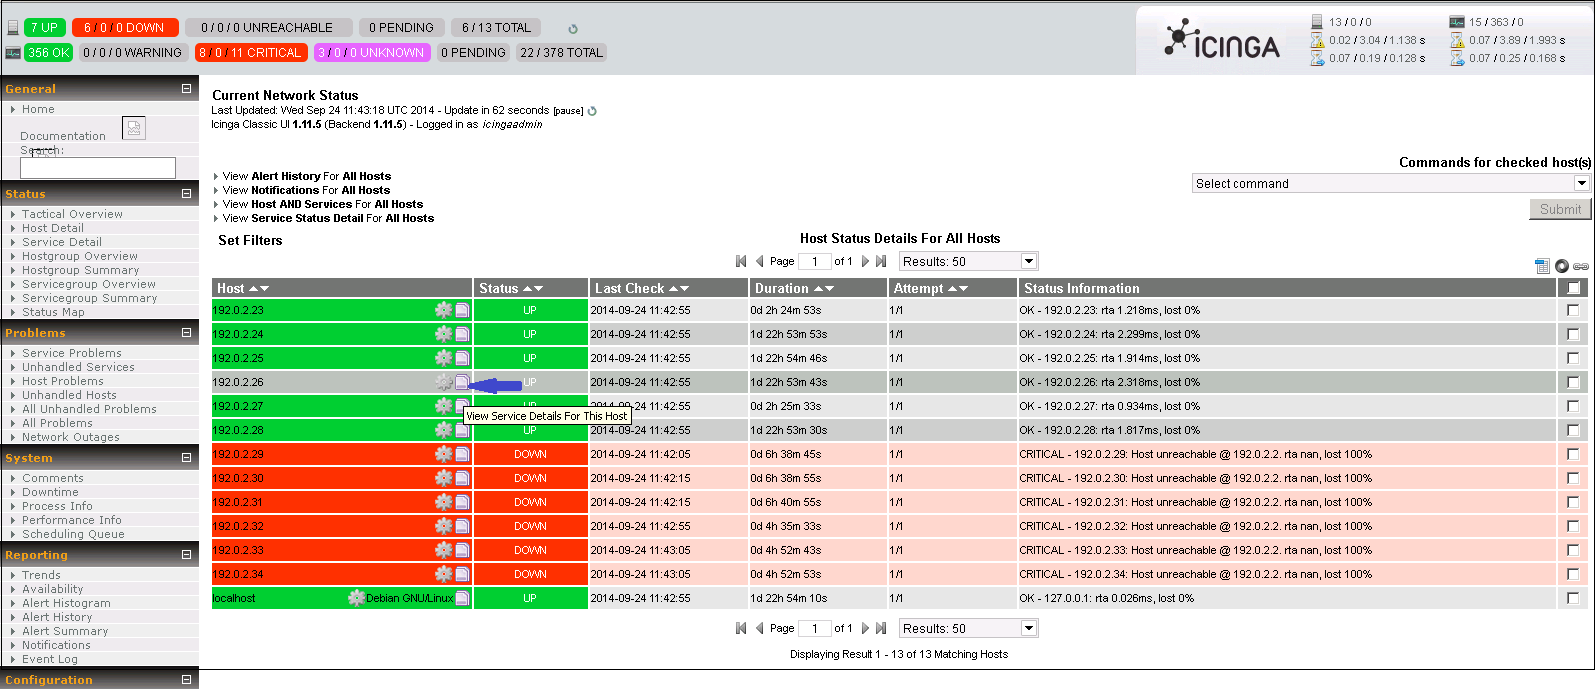 7 UP 6 / 0 / 0 DOWN 0 / 0 / 0 UNREACHABLE 0 PENDING 6 / 13 TOTAL
356 OK 0 / 0 / 0 WARNING 8 / 0 / 11 CRITICAL 3 / 0 / 0 UNKNOWN 0 PENDING 22 / 378 TOTAL
ICINGA
13 / 0 / 0 15 / 363 / 0
0.02 / 3.04 / 1.138 s 0.07 / 3.89 / 1.993 s
0.07 / 0.19 / 0.128 s 0.07 / 0.25 / 0.168 s
General
Home
Documentation
Search:
Status
Tactical Overview
Host Detail
Service Detail
Hostgroup Overview
Hostgroup Summary
Servicegroup Overview
Servicegroup Summary
Status Map
Problems
Service Problems
Unhandled Services
Host Problems
Unhandled Hosts
All Unhandled Problems
All Problems
Network Outages
System
Comments
Downtime
Process Info
Performance Info
Scheduling Queue
Reporting
Trends
Availability
Alert Histogram
Alert History
Alert Summary
Notifications
Event Log
Configuration
Current Network Status
Last Updated: Wed Sep 24 11:43:18 UTC 2014 - Update in 62 seconds [pause]
Icinga Classic UI 1.11.5 (Backend 1.11.5) - Logged in as icingaadmin
View Alert History For All Hosts
View Notifications For All Hosts
View Host AND Services For All Hosts
View Service Status Detail For All Hosts
Commands for checked host(s)
Select command
Submit
Set Filters
Host Status Details For All Hosts
Page 1 of 1 Results: 50
Host Status Last Check Duration Attempt Status Information
192.0.2.23 UP 2014-09-24 11:42:55 0d 2h 24m 53s 1/1 OK - 192.0.2.23: rta 1.218ms, lost 0%
192.0.2.24 UP 2014-09-24 11:42:55 1d 22h 53m 53s 1/1 OK - 192.0.2.24: rta 2.299ms, lost 0%
192.0.2.25 UP 2014-09-24 11:42:55 1d 22h 54m 46s 1/1 OK - 192.0.2.25: rta 1.914ms, lost 0%
192.0.2.26 UP 2014-09-24 11:42:55 1d 22h 53m 43s 1/1 OK - 192.0.2.26: rta 2.318ms, lost 0%
192.0.2.27 2014-09-24 11:42:55 0d 2h 25m 33s 1/1 OK - 192.0.2.27: rta 0.934ms, lost 0%
View Service Details For This Host
192.0.2.28 UP 2014-09-24 11:42:55 1d 22h 53m 30s 1/1 OK - 192.0.2.28: rta 1.817ms, lost 0%
192.0.2.29 DOWN 2014-09-24 11:42:55 0d 6h 38m 45s 1/1 CRITICAL - 192.0.2.29: Host unreachable @ 192.0.2.2. rta nan, lost 100%
192.0.2.30 DOWN 2014-09-24 11:42:15 0d 6h 38m 55s 1/1 CRITICAL - 192.0.2.30: Host unreachable @ 192.0.2.2. rta nan, lost 100%
192.0.2.31 DOWN 2014-09-24 11:42:15 0d 6h 40m 55s 1/1 CRITICAL - 192.0.2.31: Host unreachable @ 192.0.2.2. rta nan, lost 100%
192.0.2.32 DOWN 2014-09-24 11:42:55 0d 4h 35m 33s 1/1 CRITICAL - 192.0.2.32: Host unreachable @ 192.0.2.2. rta nan, lost 100%
192.0.2.33 DOWN 2014-09-24 11:43:05 0d 4h 52m 43s 1/1 CRITICAL - 192.0.2.33: Host unreachable @ 192.0.2.2. rta nan, lost 100%
192.0.2.34 DOWN 2014-09-24 11:43:05 0d 4h 52m 53s 1/1 CRITICAL - 192.0.2.34: Host unreachable @ 192.0.2.2. rta nan, lost 100%
localhost Debian GNU/Linux UP 2014-09-24 11:42:55 1d 22h 54m 10s 1/1 OK - 127.0.0.1: rta 0.026ms, lost 0%
Page 1 of 1 Results: 50
Displaying Result 1 - 13 of 13 Matching Hosts